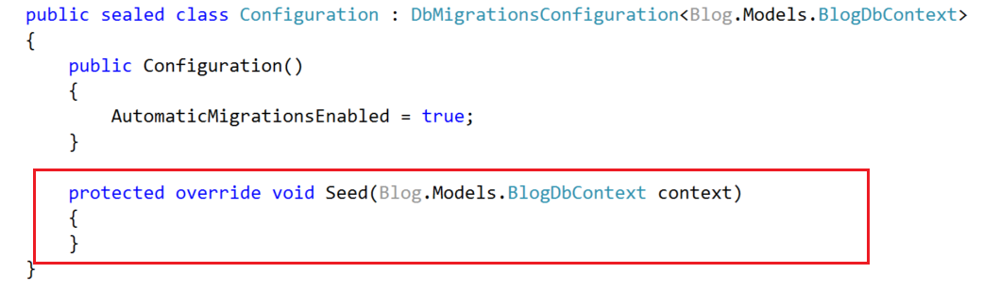 public sealed class Configuration : DbMigrationsConfiguration<Blog.Models.BlogDbContext>
{
    public Configuration()
    {
        AutomaticMigrationsEnabled = true;
    }
    protected override void Seed(Blog.Models.BlogDbContext context)
    {
    }
}